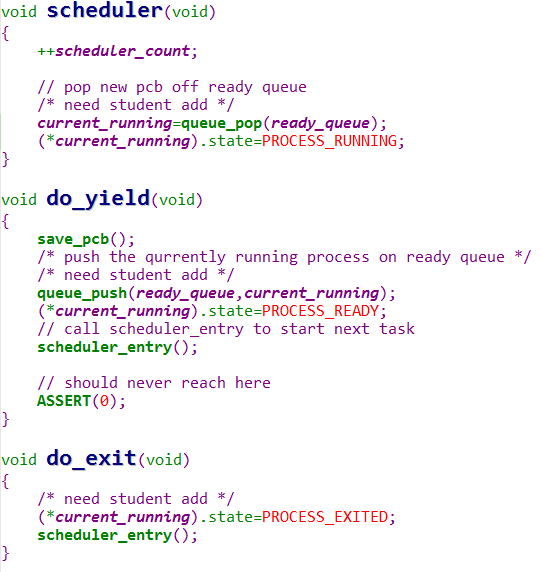 void scheduler(void)
{
    ++scheduler_count;

    // pop new pcb off ready queue
    /* need student add */
    current_running=queue_pop(ready_queue);
    (*current_running).state=PROCESS_RUNNING;
}

void do_yield(void)
{
    save_pcb();
    /* push the qurrently running process on ready queue */
    /* need student add */
    queue_push(ready_queue,current_running);
    (*current_running).state=PROCESS_READY;
    // call scheduler_entry to start next task
    scheduler_entry();

    // should never reach here
    ASSERT(0);
}

void do_exit(void)
{
    /* need student add */
    (*current_running).state=PROCESS_EXITED;
    scheduler_entry();
}